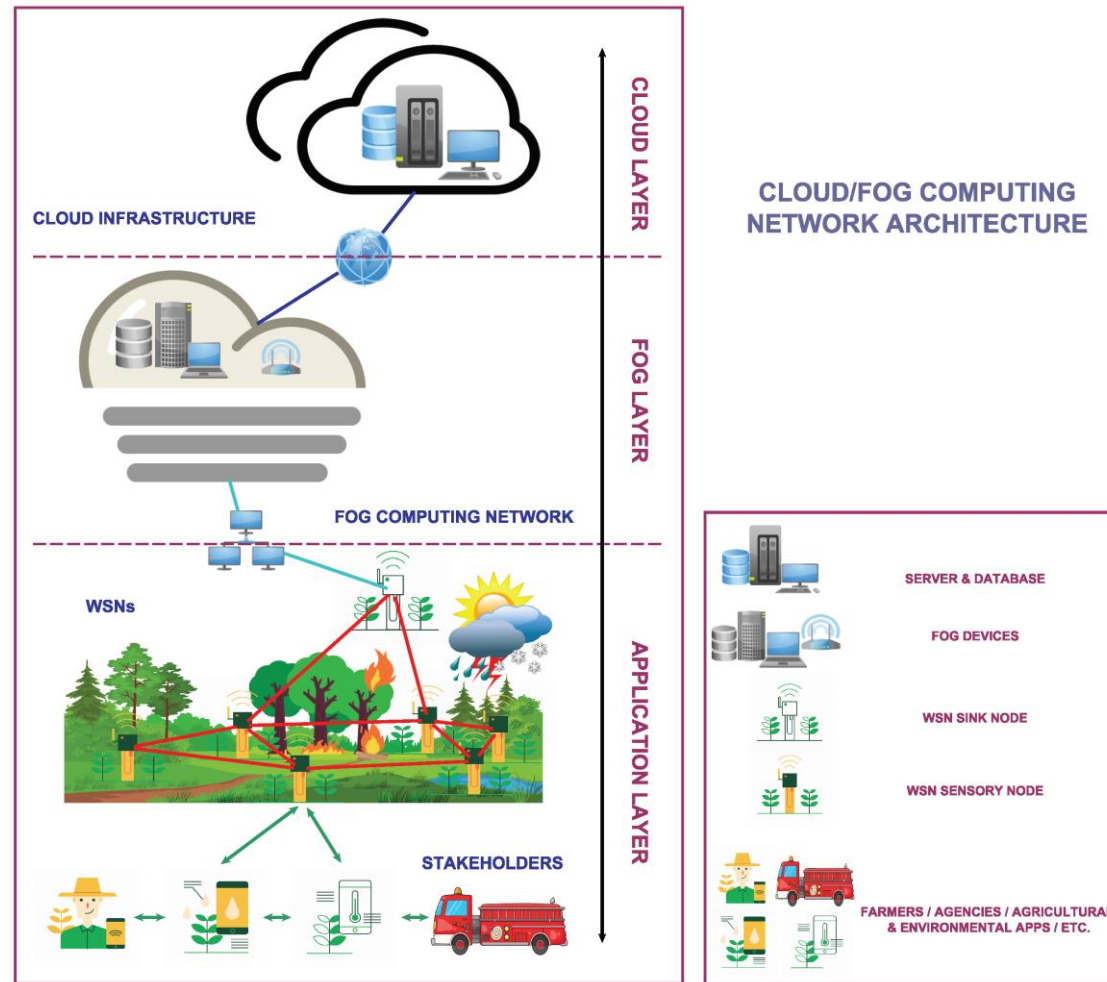 CLOUD LAYER
CLOUD INFRASTRUCTURE
CLOUD/FOG COMPUTING
NETWORK ARCHITECTURE
FOG LAYER
FOG COMPUTING NETWORK
WSNs
APPLICATION LAYER
STAKEHOLDERS
SERVER & DATABASE
FOG DEVICES
WSN SINK NODE
WSN SENSORY NODE
FARMERS / AGENCIES / AGRICULTURAL
& ENVIRONMENTAL APPS / ETC.